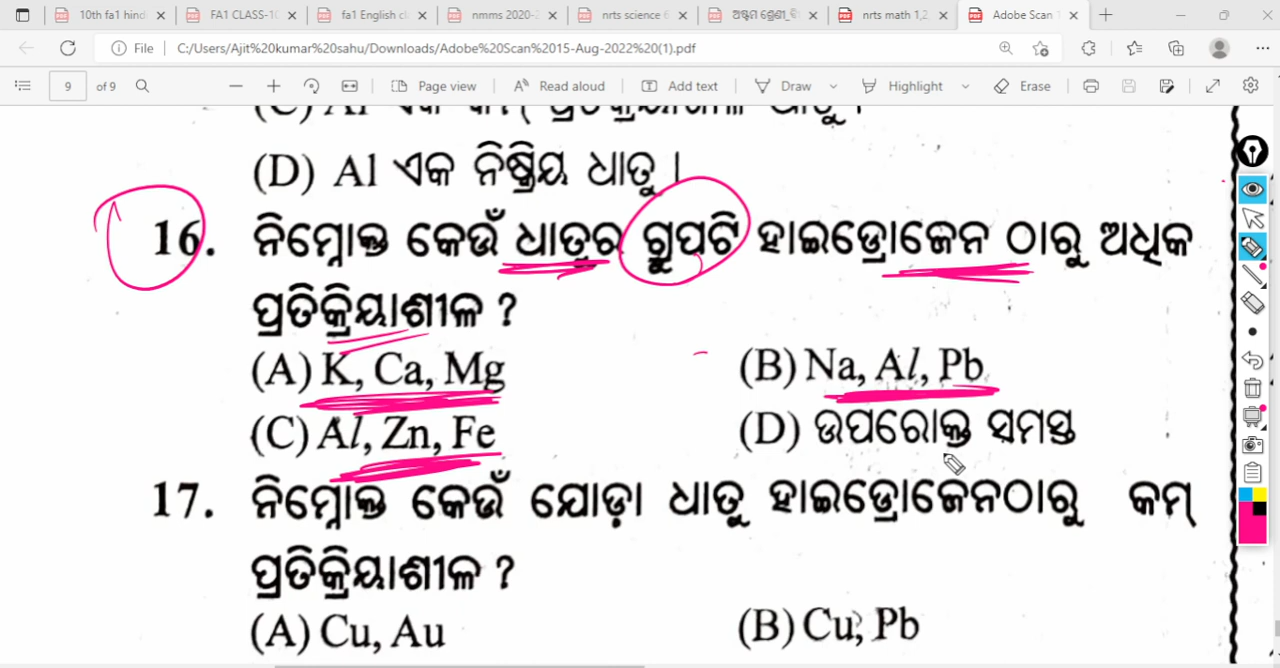 10th fa1 hind
FA1 CLASS-10
fa1 English cl
nmms 2020-2
nrts science 6
nrts math 1,2,
Adobe Scan 1
File C:/Users/Ajit%20kumar%20sahu/Downloads/Adobe%20Scan%2015-Aug-2022%20(1).pdf
9 of 9 Page view Read aloud Add text Draw Highlight Erase
(D) Al ଏକ ନିଷ୍କ୍ରିୟ ଧାତୁ ।
16. ନିମ୍ନୋକ୍ତ କେଉଁ ଧାତୁର ଗ୍ରୁପଟି ହାଇଡ୍ରୋଜେନ ଠାରୁ ଅଧିକ
ପ୍ରତିକ୍ରିୟାଶୀଳ ?
(A) K, Ca, Mg (B) Na, Al, Pb
(C) Al, Zn, Fe (D) ଉପରୋକ୍ତ ସମସ୍ତ
17. ନିମ୍ନୋକ୍ତ କେଉଁ ଯୋଡ଼ା ଧାତୁ ହାଇଡ୍ରୋଜେନଠାରୁ କମ୍
ପ୍ରତିକ୍ରିୟାଶୀଳ ?
(A) Cu, Au (B) Cu, Pb